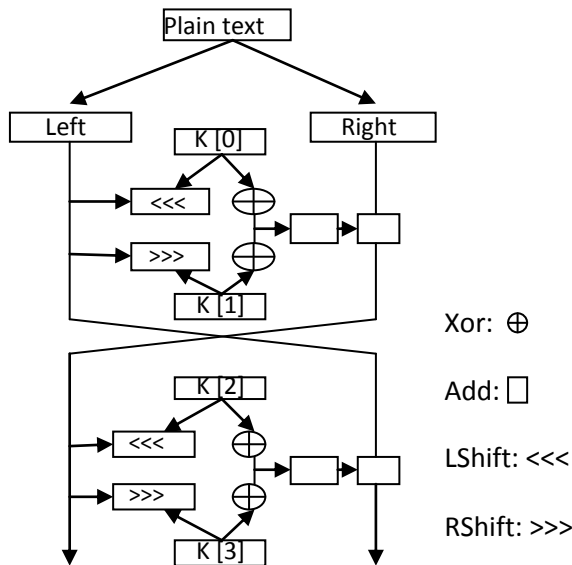 Plain text
Left
Right
K [0]
<<<
>>>
K [1]
Xor:
Add:
K [2]
<<<
LShift: <<<
>>>
RShift: >>>
K [3]